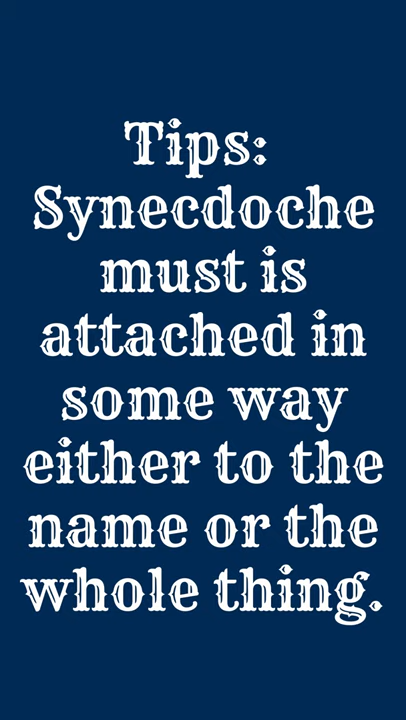 Tips:
Synecdoche
must is
attached in
some way
either to the
name or the
whole thing.